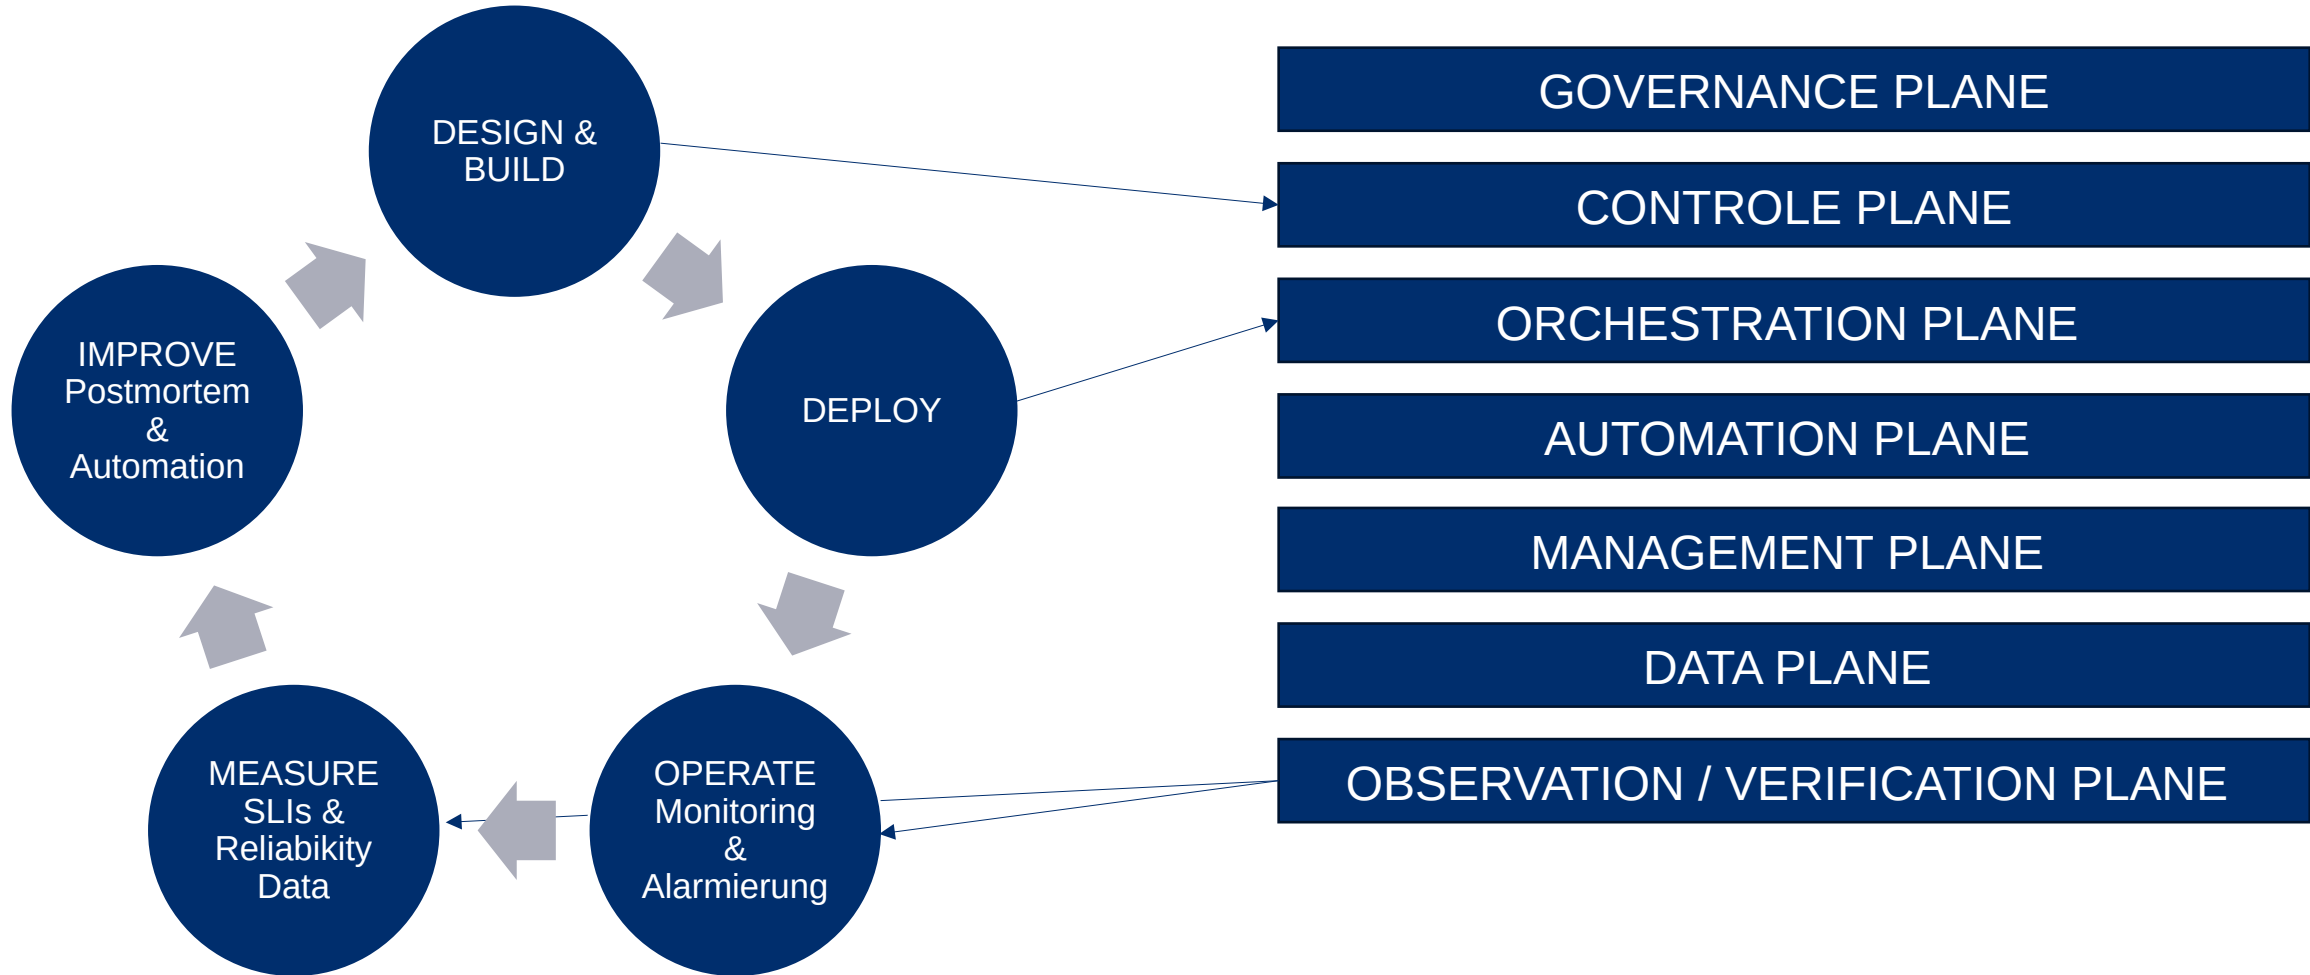 DESIGN &
BUILD
DEPLOY
OPERATE
Monitoring
&
Alarmierung
MEASURE
SLIs &
Reliabikity
Data
IMPROVE
Postmortem
&
Automation
GOVERNANCE PLANE
CONTROLE PLANE
ORCHESTRATION PLANE
AUTOMATION PLANE
MANAGEMENT PLANE
DATA PLANE
OBSERVATION / VERIFICATION PLANE